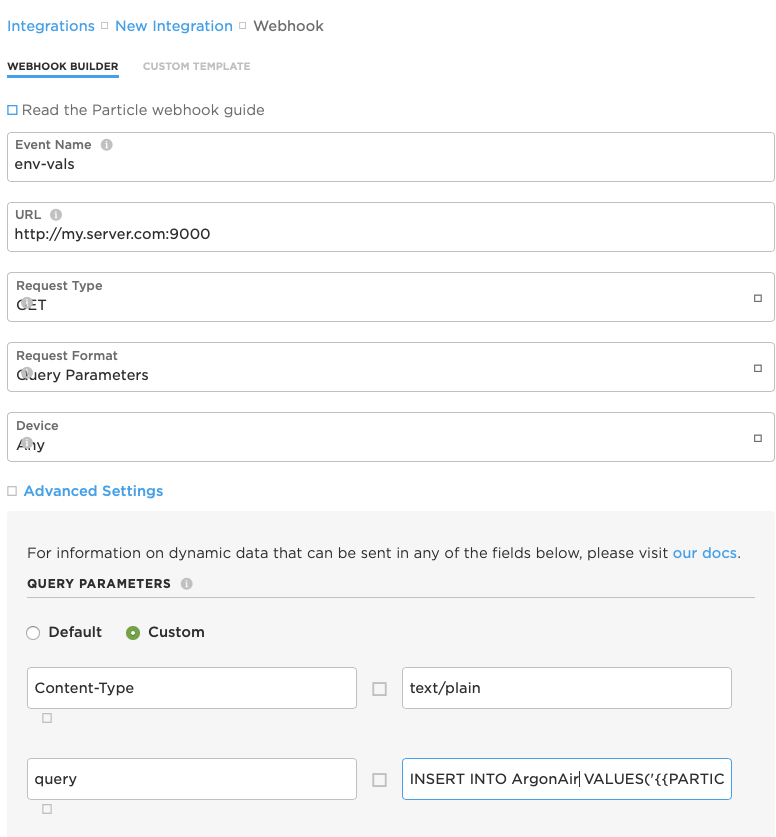 Integrations New Integration Webhook
WEBHOOK BUILDER CUSTOM TEMPLATE
Read the Particle webhook guide
Event Name
env-vals
URL
http://my.server.com:9000
Request Type
GET
Request Format
Query Parameters
Device
Any
Advanced Settings
For information on dynamic data that can be sent in any of the fields below, please visit our docs.
QUERY PARAMETERS
Default Custom
Content-Type text/plain
query INSERT INTO ArgonAir VALUES('{{PARTIC